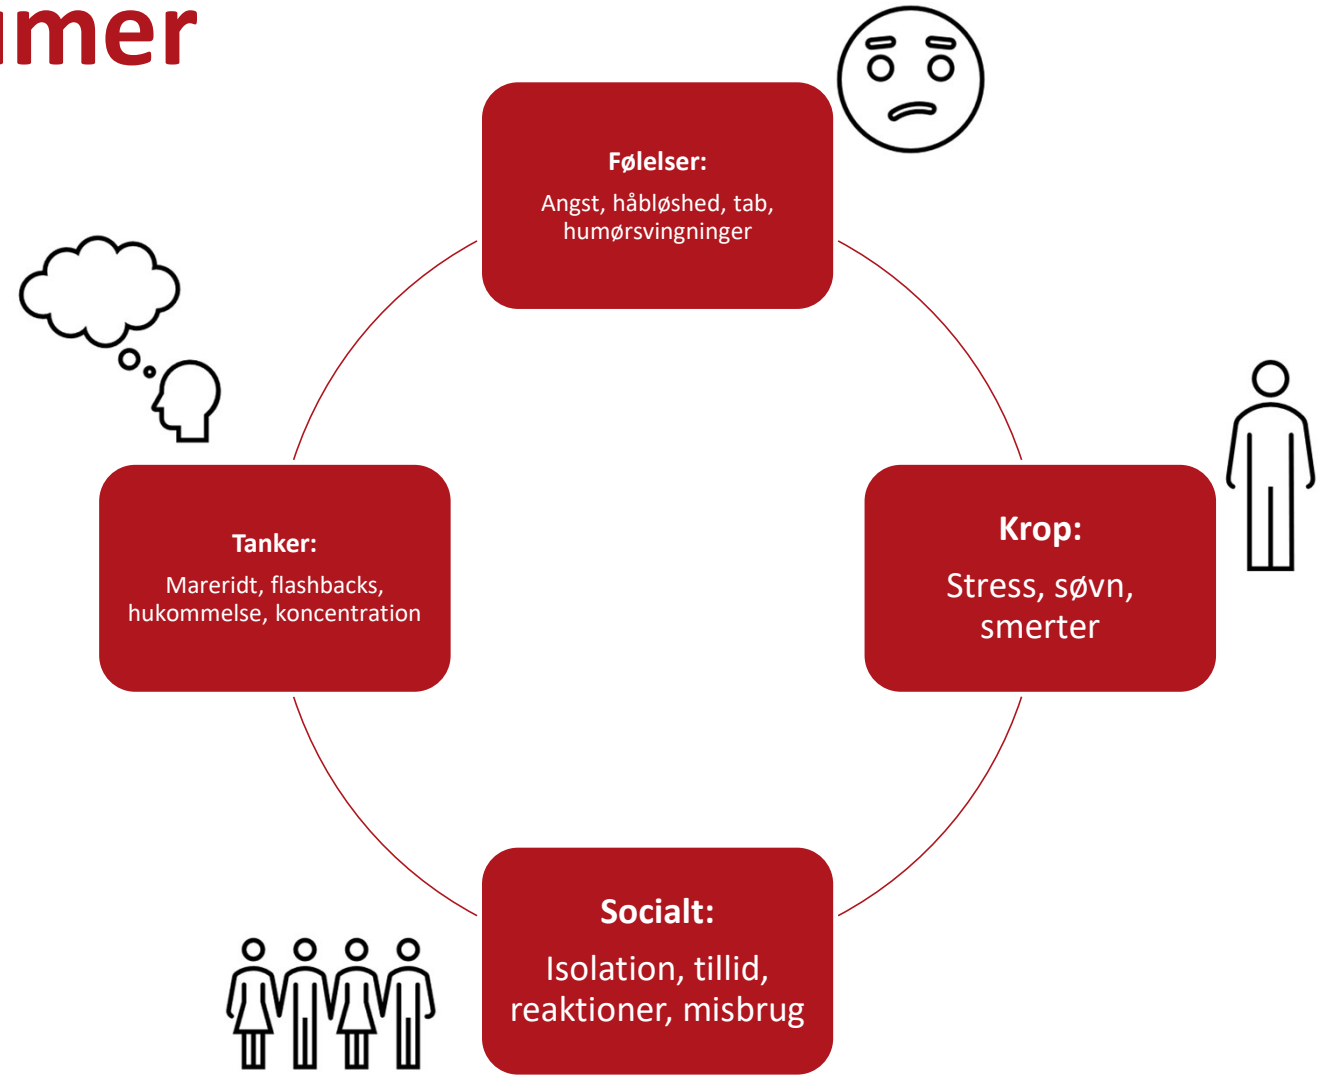 umer
Følelser:
Angst, håbløshed, tab,
humørsvingninger
Tanker:
Mareridt, flashbacks,
hukommelse, koncentration
Krop:
Stress, søvn,
smerter
Socialt:
Isolation, tillid,
reaktioner, misbrug